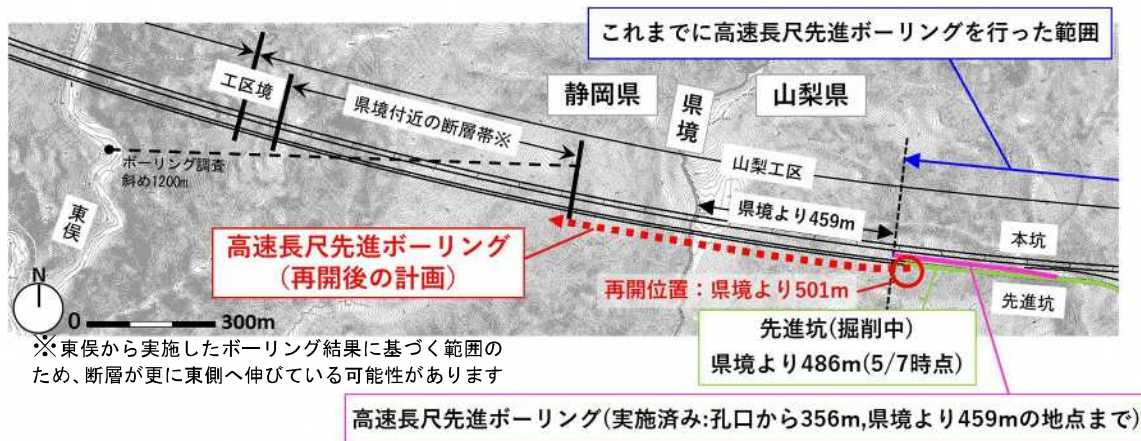 これまでに高速長尺先進ボーリングを行った範囲
工区境
県境付近の断層帯※
静岡県
県境
山梨県
ボーリング調査
斜め1200m
山梨工区
県境より459m
東俣
本坑
高速長尺先進ボーリング
(再開後の計画)
再開位置：県境より501m
先進坑
N
0 300m
先進坑(掘削中)
県境より486m(5/7時点)
※東俣から実施したボーリング結果に基づく範囲の
ため、断層が更に東側へ伸びている可能性があります
高速長尺先進ボーリング(実施済み:孔口から356m,県境より459mの地点まで)